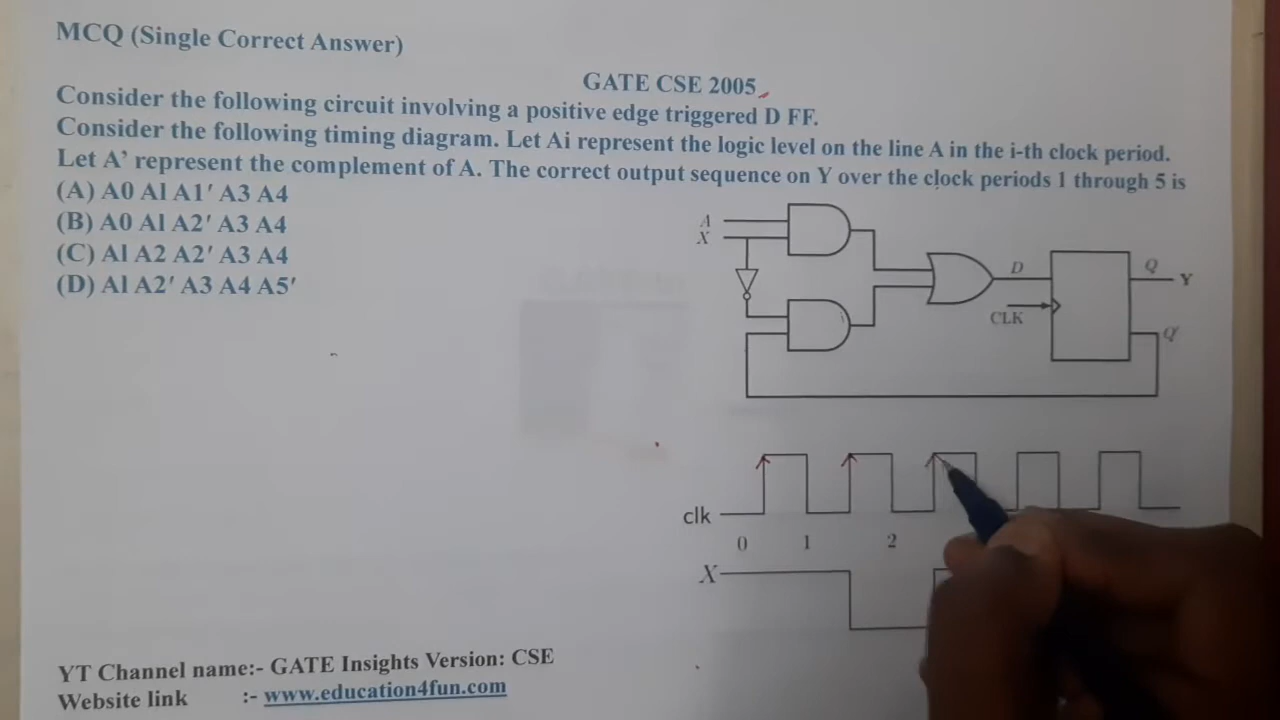 MCQ (Single Correct Answer)
GATE CSE 2005
Consider the following circuit involving a positive edge triggered D FF.
Consider the following timing diagram. Let Ai represent the logic level on the line A in the i-th clock period.
Let A’ represent the complement of A. The correct output sequence on Y over the clock periods 1 through 5 is
(A) A0 Al A1′ A3 A4
(B) A0 Al A2′ A3 A4
(C) Al A2 A2′ A3 A4
(D) Al A2′ A3 A4 A5′
A
X
D
Q
Y
CLK
Q'
clk
0 1 2
X
YT Channel name:- GATE Insights Version: CSE
Website link :- www.education4fun.com